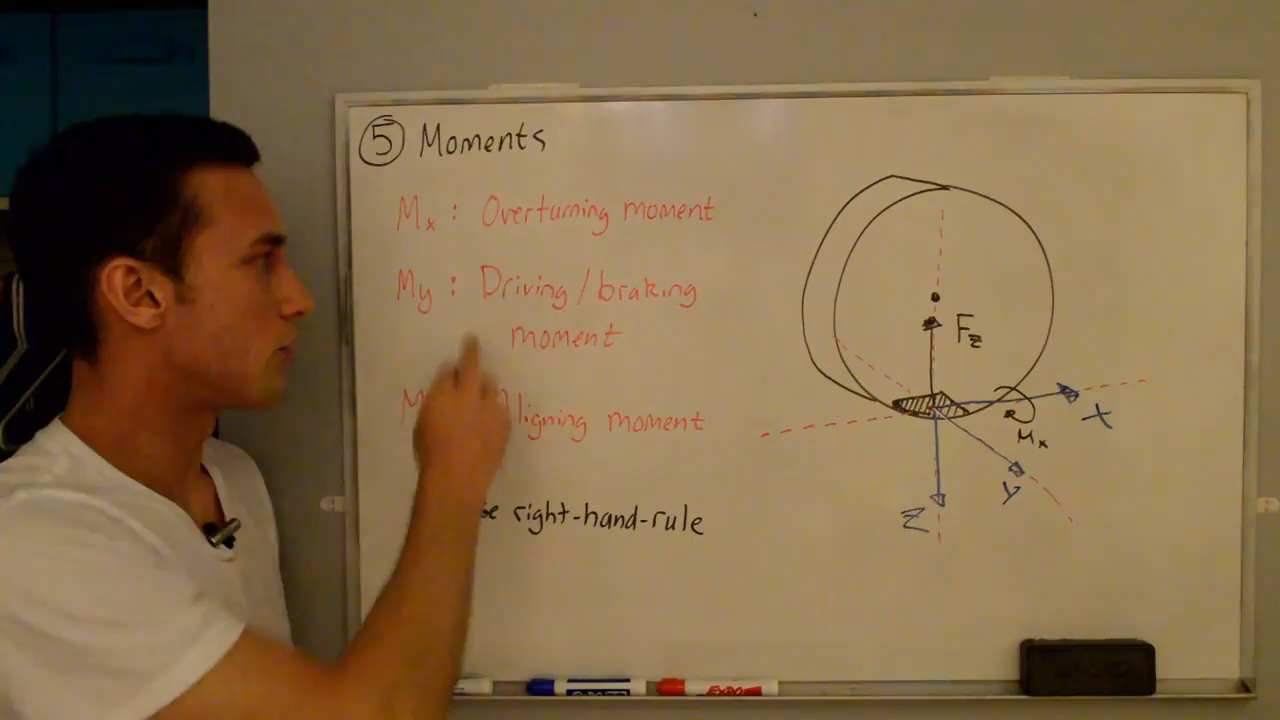 5 Moments
Mx : Overturning moment
My : Driving/braking
moment
M ligning moment
right-hand-rule
Fz
X
Mx
Y
Z
EXPO